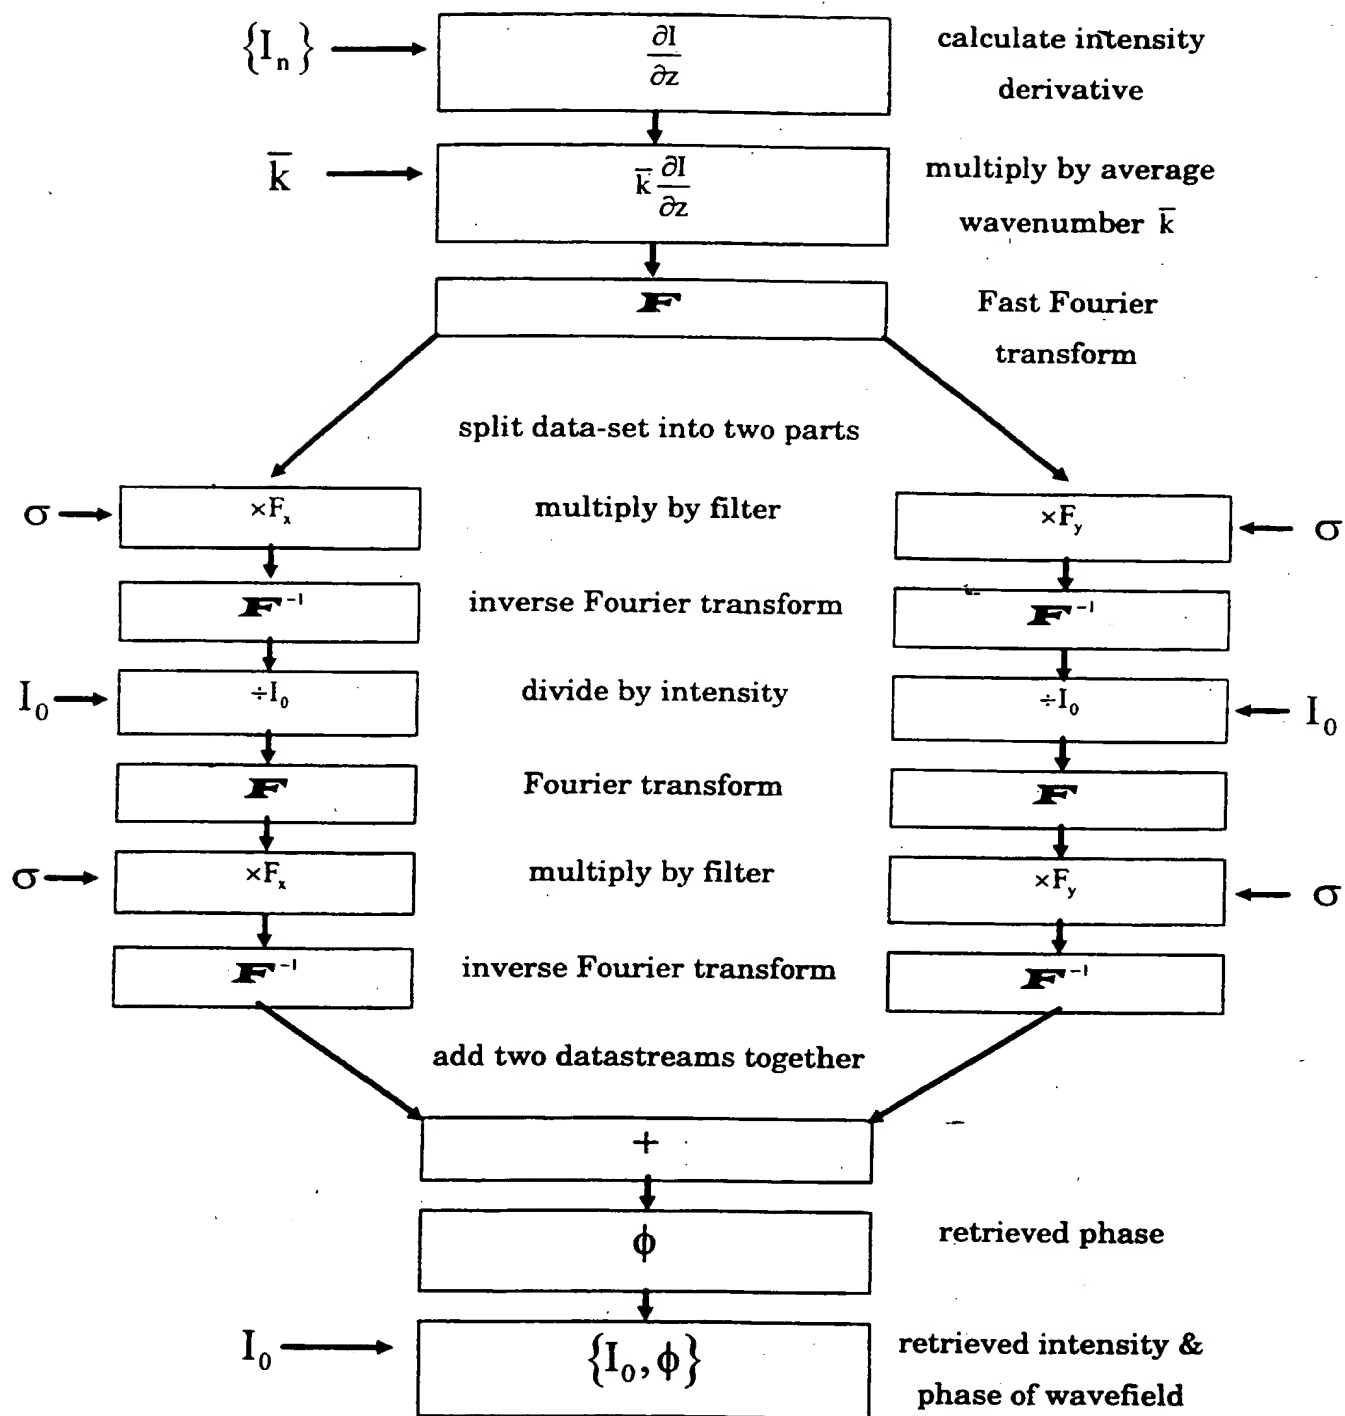 {Iₙ}
∂I
∂z
calculate intensity
derivative
k̅
k̅ ∂I
∂z
multiply by average
wavenumber k̅
F
Fast Fourier
transform
split data-set into two parts
σ
×Fₓ
multiply by filter
×F_y
σ
F⁻¹
inverse Fourier transform
F⁻¹
I₀
÷I₀
divide by intensity
÷I₀
I₀
F
Fourier transform
F
σ
×Fₓ
multiply by filter
×F_y
σ
F⁻¹
inverse Fourier transform
F⁻¹
add two datastreams together
+
ϕ
retrieved phase
I₀
{I₀, ϕ}
retrieved intensity &
phase of wavefield